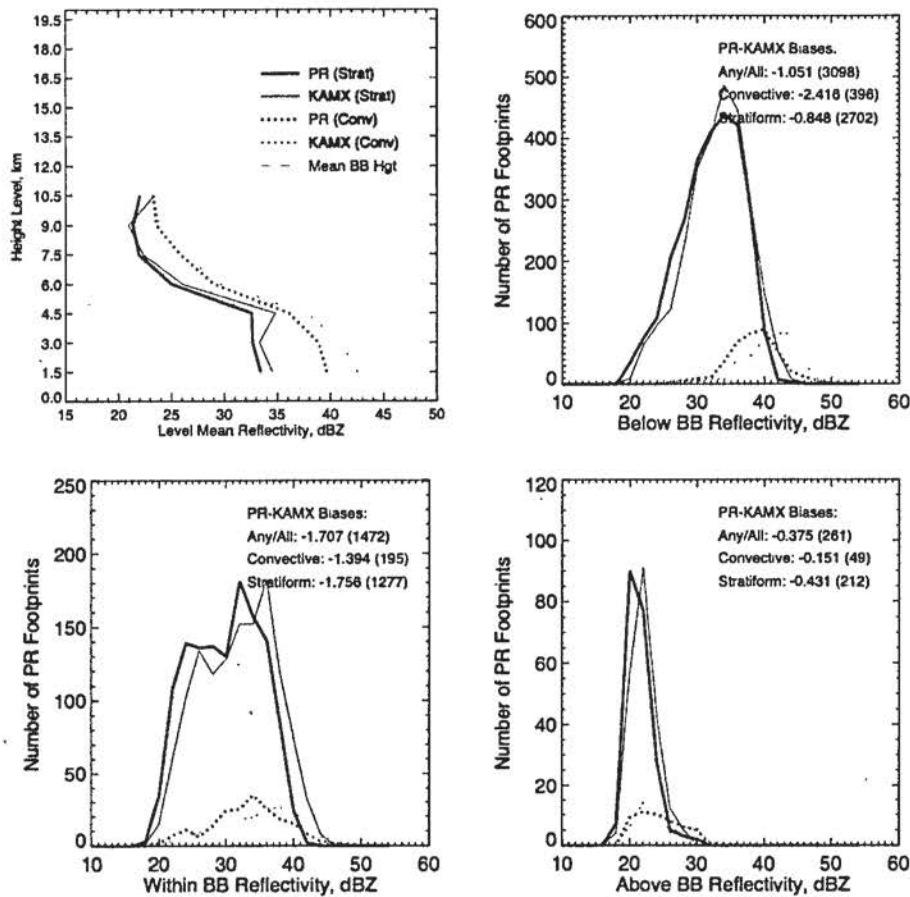 19.5
18.0
16.5
15.0
13.5
12.0
10.5
9.0
7.5
6.0
4.5
3.0
1.5
0.0
Height Level, km
PR (Strat)
KAMX (Strat)
PR (Conv)
KAMX (Conv)
Mean BB Hgt
15 20 25 30 35 40 45 50
Level Mean Reflectivity, dBZ
600
500
400
300
200
100
0
Number of PR Footprints
PR-KAMX Biases.
Any/All: -1.051 (3098)
Convective: -2.416 (396)
Stratiform: -0.848 (2702)
10 20 30 40 50 60
Below BB Reflectivity, dBZ
250
200
150
100
50
0
Number of PR Footprints
PR-KAMX Biases:
Any/All: -1.707 (1472)
Convective: -1.394 (195)
Stratiform: -1.756 (1277)
10 20 30 40 50 60
Within BB Reflectivity, dBZ
120
100
80
60
40
20
0
Number of PR Footprints
PR-KAMX Biases:
Any/All: -0.375 (261)
Convective: -0.151 (49)
Stratiform: -0.431 (212)
10 20 30 40 50 60
Above BB Reflectivity, dBZ